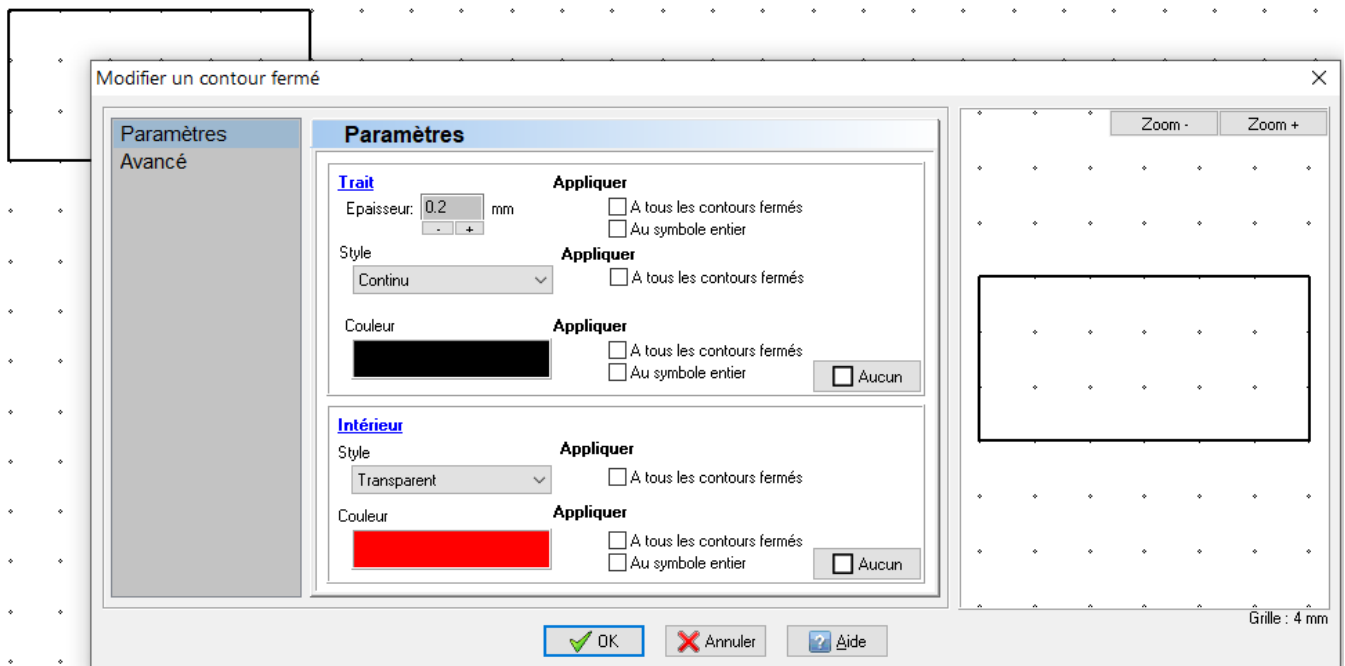 Modifier un contour fermé
Paramètres
Avancé
Paramètres
Trait
Appliquer
Epaisseur: 0.2 mm
- +
A tous les contours fermés
Au symbole entier
Style
Appliquer
Continu
A tous les contours fermés
Couleur
Appliquer
A tous les contours fermés
Au symbole entier
Aucun
Intérieur
Style
Appliquer
Transparent
A tous les contours fermés
Couleur
Appliquer
A tous les contours fermés
Au symbole entier
Aucun
Zoom - Zoom +
Grille : 4 mm
OK Annuler Aide